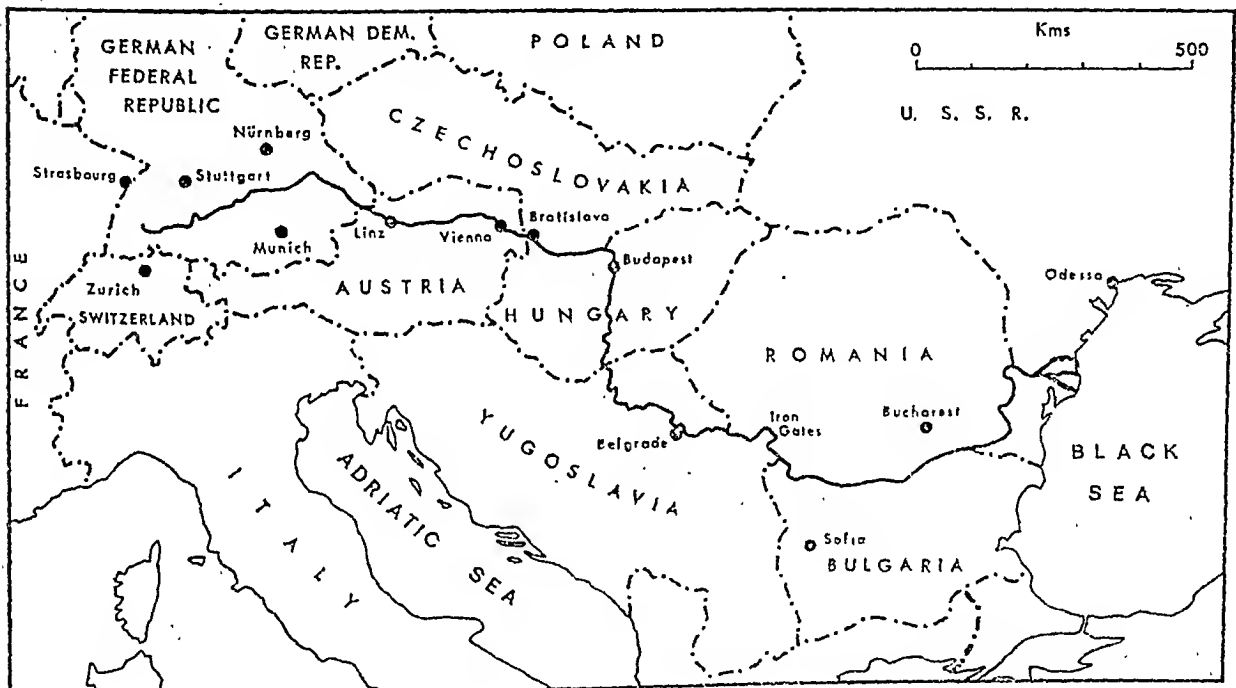 GERMAN
FEDERAL
REPUBLIC
GERMAN DEM.
REP.
POLAND
Kms
0 500
U. S. S. R.
CZECHOSLOVAKIA
Nürnberg
Strasbourg
Stuttgart
Munich
Linz
Vienna
Bratislava
Budapest
Zurich
SWITZERLAND
AUSTRIA
HUNGARY
FRANCE
Odessa
ROMANIA
Bucharest
Iron
Gates
Belgrade
YUGOSLAVIA
ITALY
ADRIATIC SEA
BLACK
SEA
Sofia
BULGARIA